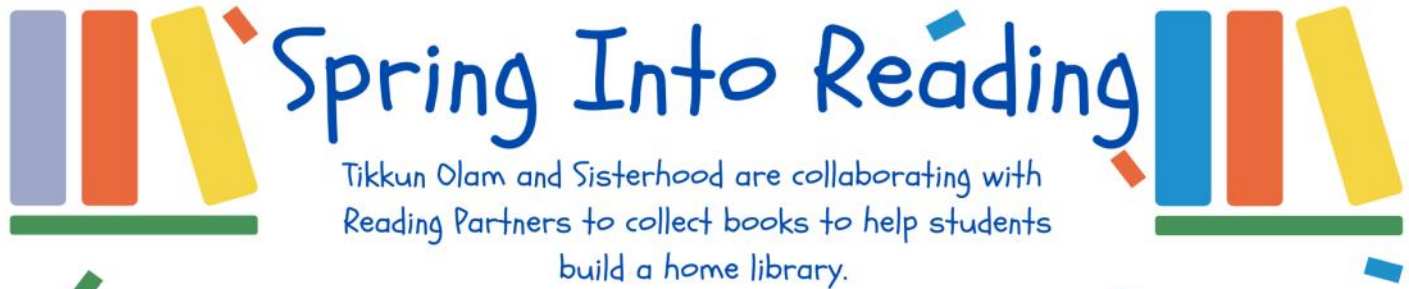 Spring Into Reading
Tikkun Olam and Sisterhood are collaborating with
Reading Partners to collect books to help students
build a home library.